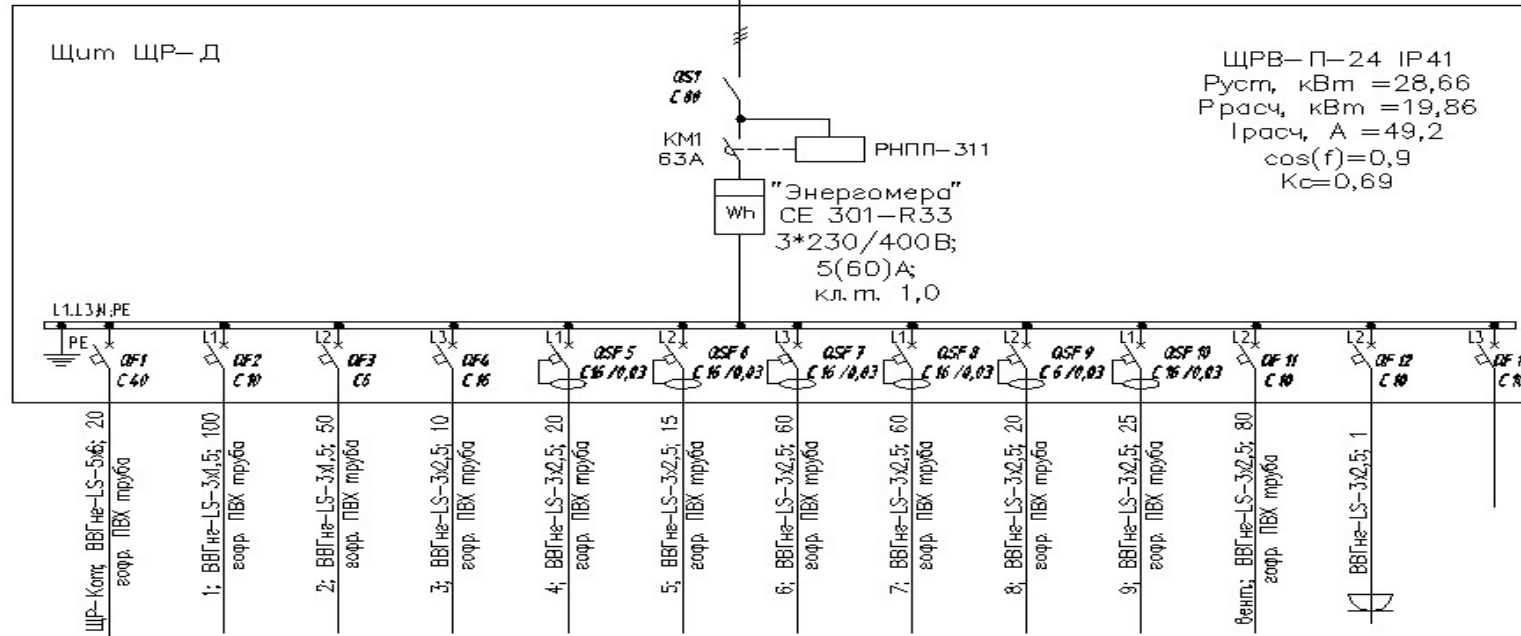 Щит ЩР-Д
QS1
C 80
КМ1
63А
РНПП-311
"Энергомера"
Wh
СЕ 301-R33
3*230/400В;
5(60)А;
кл.т. 1,0
ЩРВ-П-24 IP41
Руст, кВт =28,66
Ррасч, кВт =19,86
Iрасч, А =49,2
cos(f)=0,9
Кс=0,69
L1..L3;N;PE
PE
QF1
C 40
L1
QF2
C 10
L2
QF3
C6
L3
QF4
C 16
L1
QSF 5
C 16 /0,03
L2
QSF 6
C 16 /0,03
L3
QSF 7
C 16 /0,03
L1
QSF 8
C 16 /0,03
L2
QSF 9
C 6 /0,03
L1
QSF 10
C 16 /0,03
L2
QF 11
C 10
L2
QF 12
C 10
L3
QF 1
C 10
ЩР-Коп; ВВГнг-LS-5х6; 20
гофр. ПВХ труба
1; ВВГнг-LS-3х1,5; 100
гофр. ПВХ труба
2; ВВГнг-LS-3х1,5; 50
гофр. ПВХ труба
3; ВВГнг-LS-3х2,5; 10
гофр. ПВХ труба
4; ВВГнг-LS-3х2,5; 20
гофр. ПВХ труба
5; ВВГнг-LS-3х2,5; 15
гофр. ПВХ труба
6; ВВГнг-LS-3х2,5; 60
гофр. ПВХ труба
7; ВВГнг-LS-3х2,5; 60
гофр. ПВХ труба
8; ВВГнг-LS-3х2,5; 20
гофр. ПВХ труба
9; ВВГнг-LS-3х2,5; 25
гофр. ПВХ труба
вент.; ВВГнг-LS-3х2,5; 80
гофр. ПВХ труба
ВВГнг-LS-3х2,5; 1